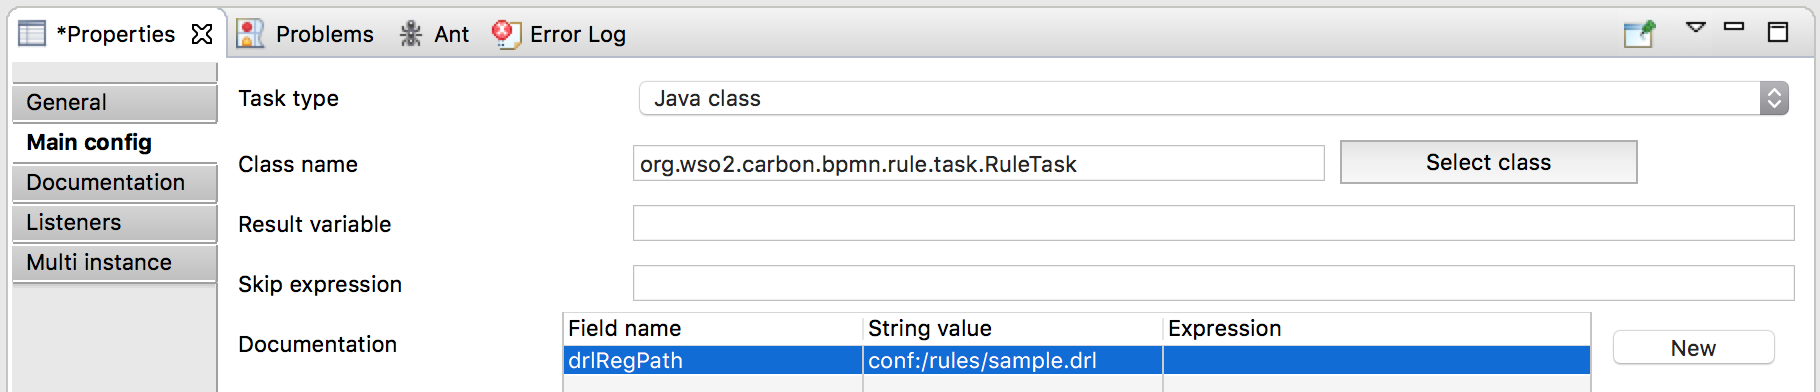 *Properties Problems Ant Error Log
General
Main config
Documentation
Listeners
Multi instance
Task type Java class
Class name org.wso2.carbon.bpmn.rule.task.RuleTask Select class
Result variable
Skip expression
Documentation
Field name String value Expression
drlRegPath conf:/rules/sample.drl
New